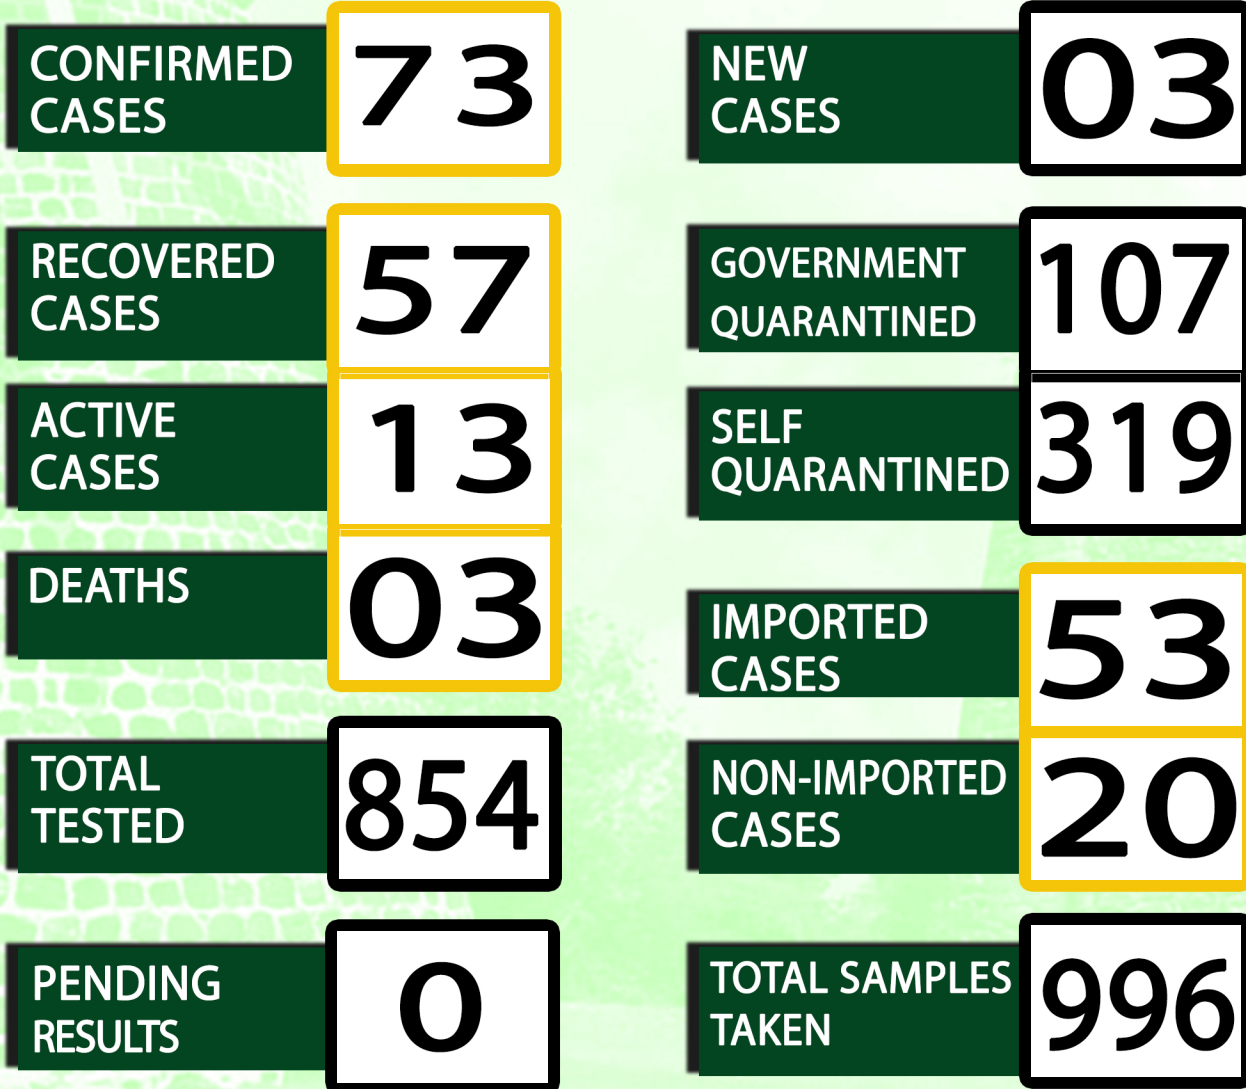 CONFIRMED
CASES
73
NEW
CASES
03
RECOVERED
CASES
57
GOVERNMENT
QUARANTINED
107
ACTIVE
CASES
13
SELF
QUARANTINED
319
DEATHS
03
IMPORTED
CASES
53
TOTAL
TESTED
854
NON-IMPORTED
CASES
20
PENDING
RESULTS
0
TOTAL SAMPLES
TAKEN
996